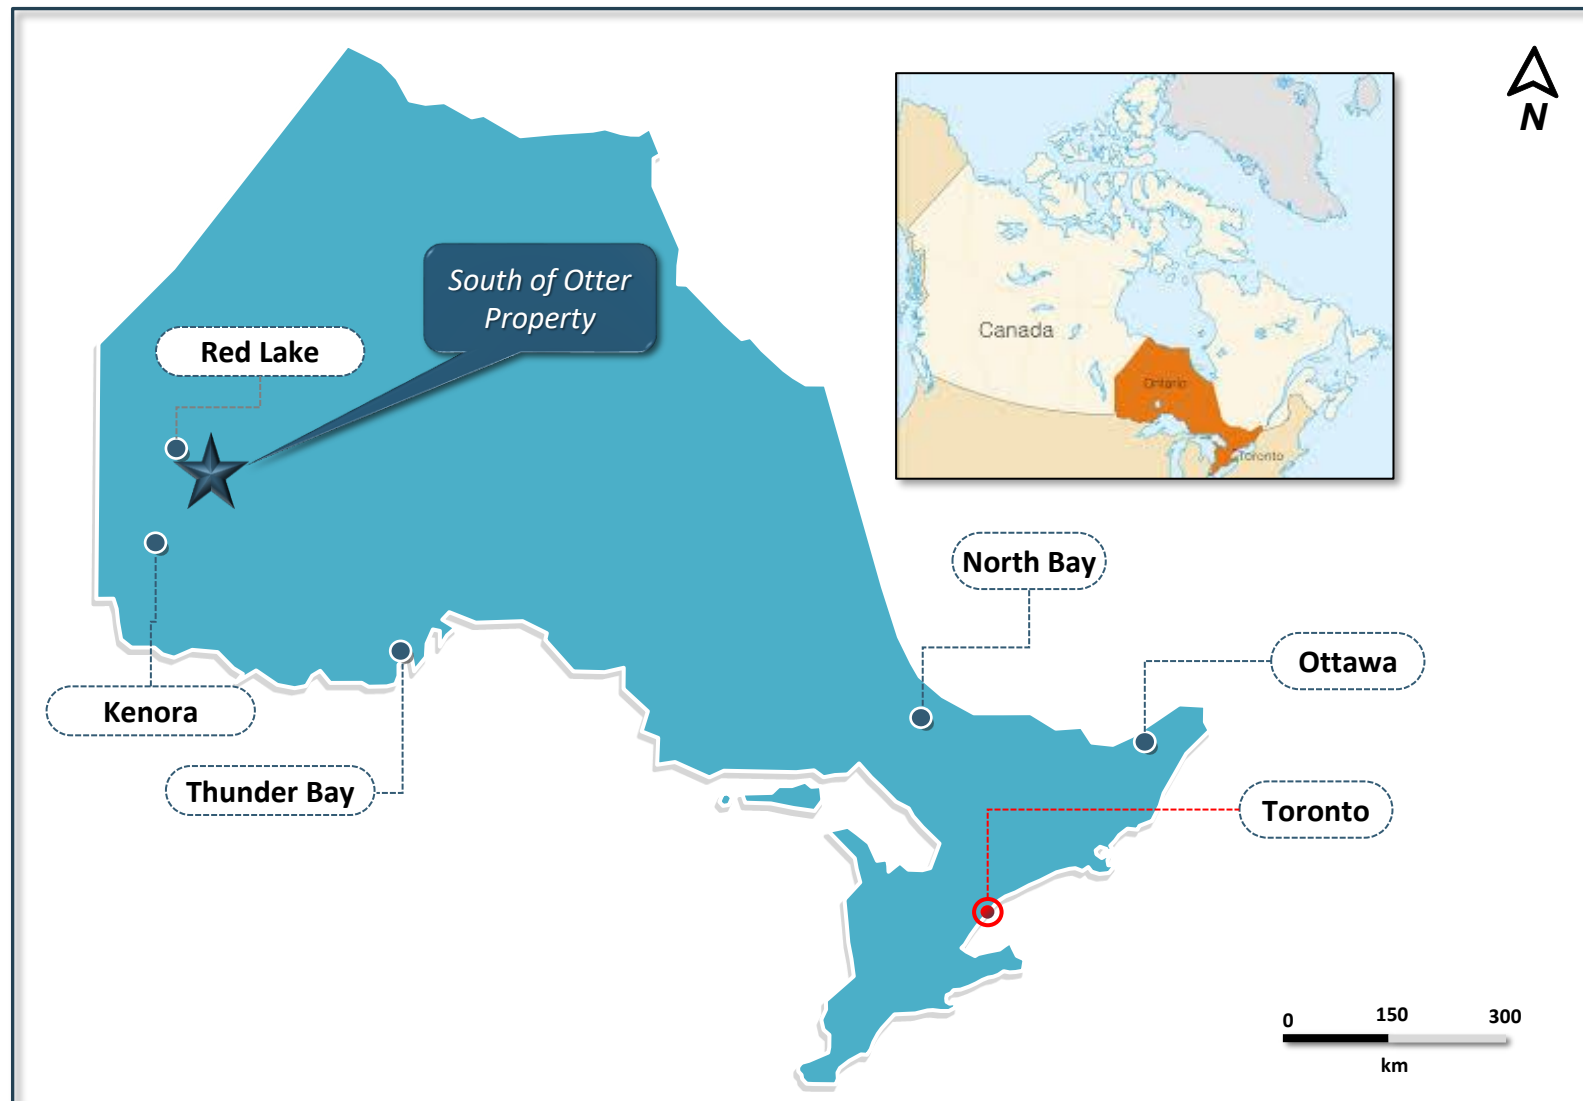 N
South of Otter
Property
Red Lake
Canada
Ontario
Toronto
North Bay
Ottawa
Kenora
Thunder Bay
Toronto
0 150 300
km